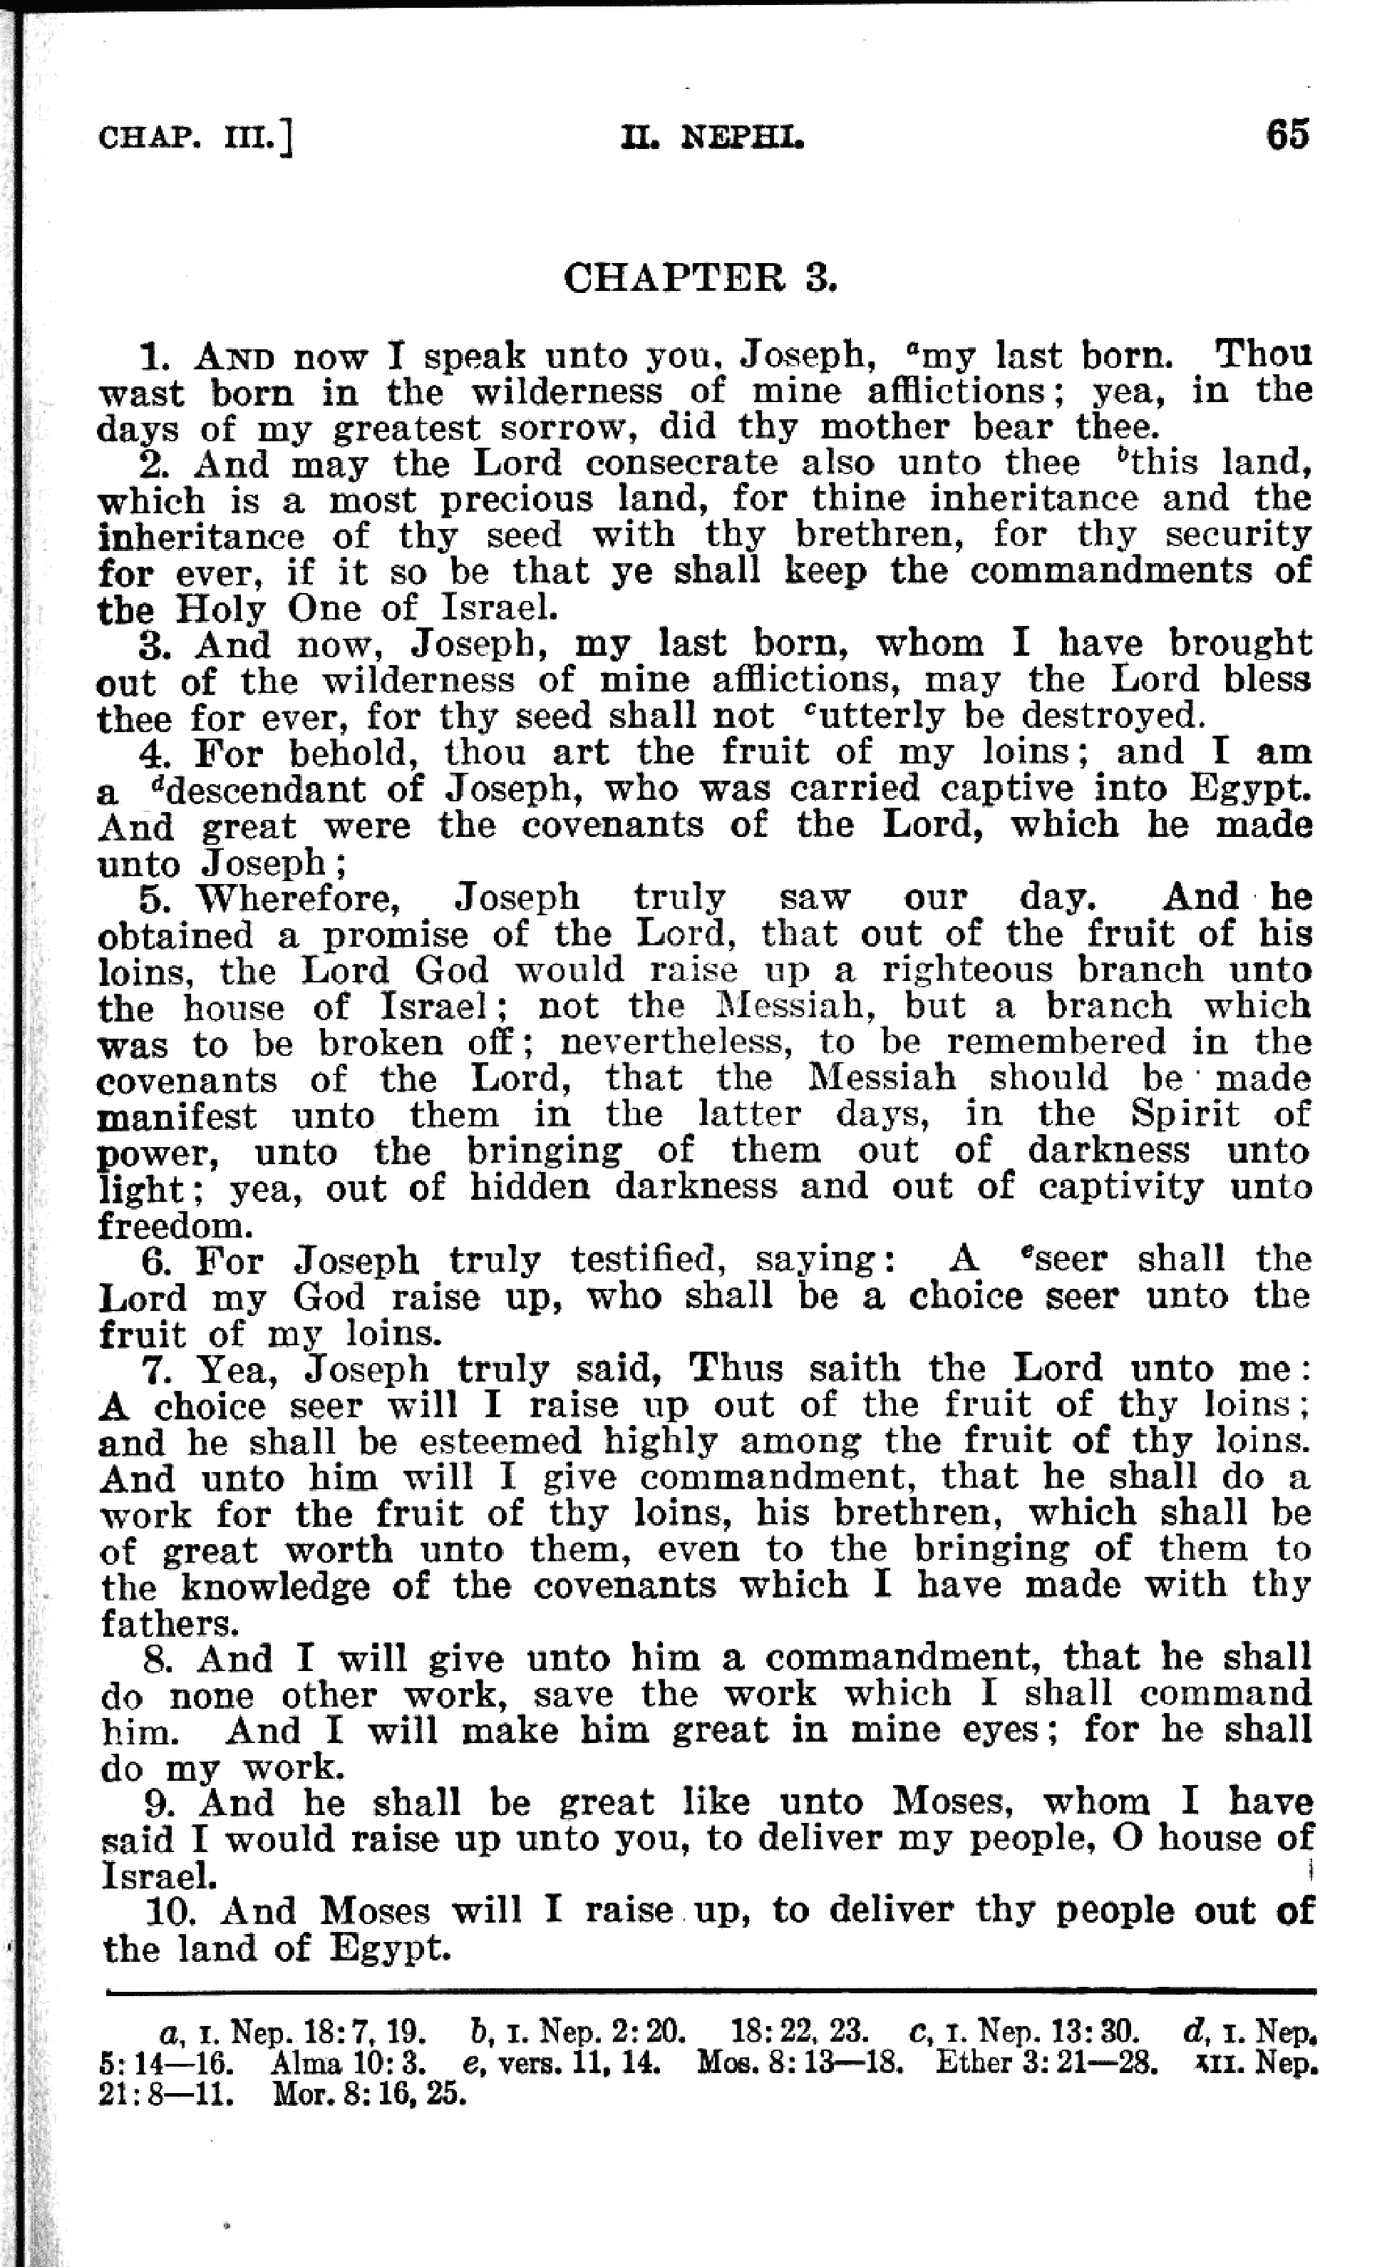 CHAP. III.] II. NEPHI. 65
CHAPTER 3.
1. AND now I speak unto you, Joseph, ᵃmy last born. Thou
wast born in the wilderness of mine afflictions; yea, in the
days of my greatest sorrow, did thy mother bear thee.
2. And may the Lord consecrate also unto thee ᵇthis land,
which is a most precious land, for thine inheritance and the
inheritance of thy seed with thy brethren, for thy security
for ever, if it so be that ye shall keep the commandments of
the Holy One of Israel.
3. And now, Joseph, my last born, whom I have brought
out of the wilderness of mine afflictions, may the Lord bless
thee for ever, for thy seed shall not ᶜutterly be destroyed.
4. For behold, thou art the fruit of my loins; and I am
a ᵈdescendant of Joseph, who was carried captive into Egypt.
And great were the covenants of the Lord, which he made
unto Joseph;
5. Wherefore, Joseph truly saw our day. And he
obtained a promise of the Lord, that out of the fruit of his
loins, the Lord God would raise up a righteous branch unto
the house of Israel; not the Messiah, but a branch which
was to be broken off; nevertheless, to be remembered in the
covenants of the Lord, that the Messiah should be made
manifest unto them in the latter days, in the Spirit of
power, unto the bringing of them out of darkness unto
light; yea, out of hidden darkness and out of captivity unto
freedom.
6. For Joseph truly testified, saying: A ᵉseer shall the
Lord my God raise up, who shall be a choice seer unto the
fruit of my loins.
7. Yea, Joseph truly said, Thus saith the Lord unto me:
A choice seer will I raise up out of the fruit of thy loins;
and he shall be esteemed highly among the fruit of thy loins.
And unto him will I give commandment, that he shall do a
work for the fruit of thy loins, his brethren, which shall be
of great worth unto them, even to the bringing of them to
the knowledge of the covenants which I have made with thy
fathers.
8. And I will give unto him a commandment, that he shall
do none other work, save the work which I shall command
him. And I will make him great in mine eyes; for he shall
do my work.
9. And he shall be great like unto Moses, whom I have
said I would raise up unto you, to deliver my people, O house of
Israel.
10. And Moses will I raise up, to deliver thy people out of
the land of Egypt.
a, I. Nep. 18:7, 19. b, I. Nep. 2:20. 18:22, 23. c, I. Nep. 13:30. d, I. Nep.
5:14—16. Alma 10:3. e, vers. 11, 14. Mos. 8:13—18. Ether 3:21—28. XII. Nep.
21:8—11. Mor. 8:16, 25.